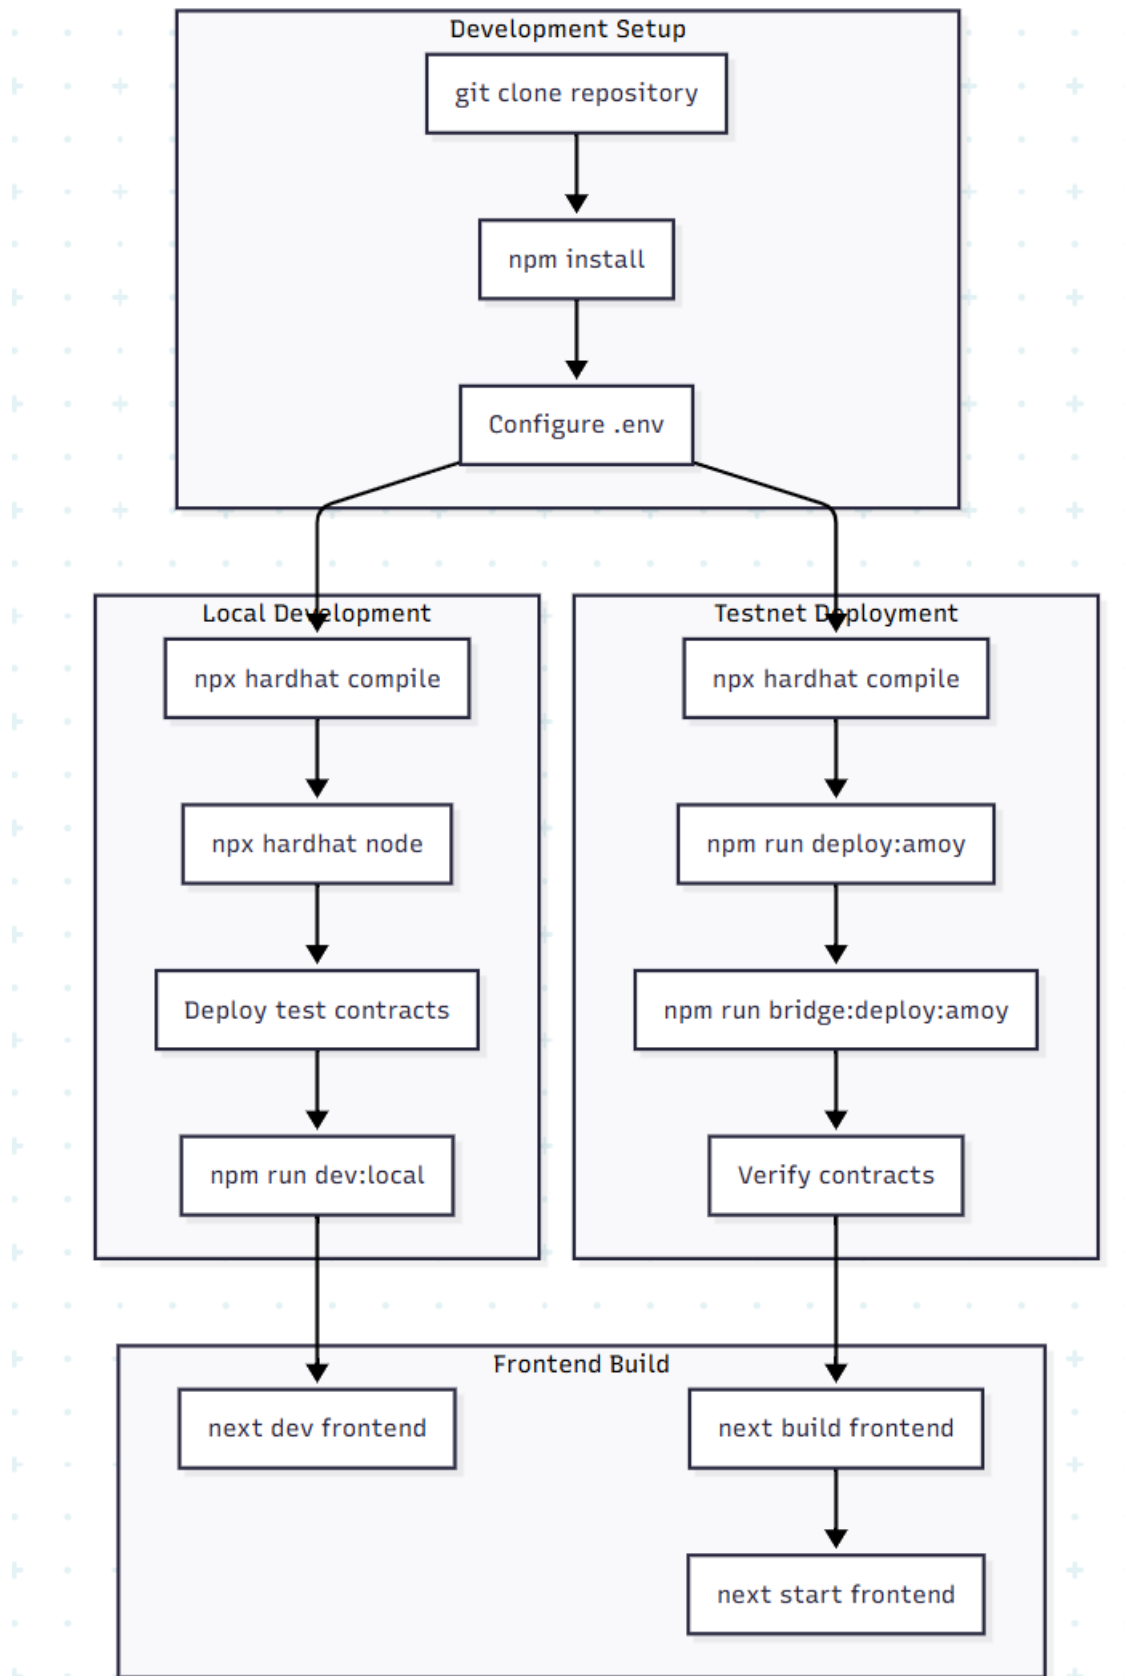 Development Setup
git clone repository
npm install
Configure .env
Local Development
npx hardhat compile
npx hardhat node
Deploy test contracts
npm run dev:local
Testnet Deployment
npx hardhat compile
npm run deploy:amoy
npm run bridge:deploy:amoy
Verify contracts
Frontend Build
next dev frontend
next build frontend
next start frontend